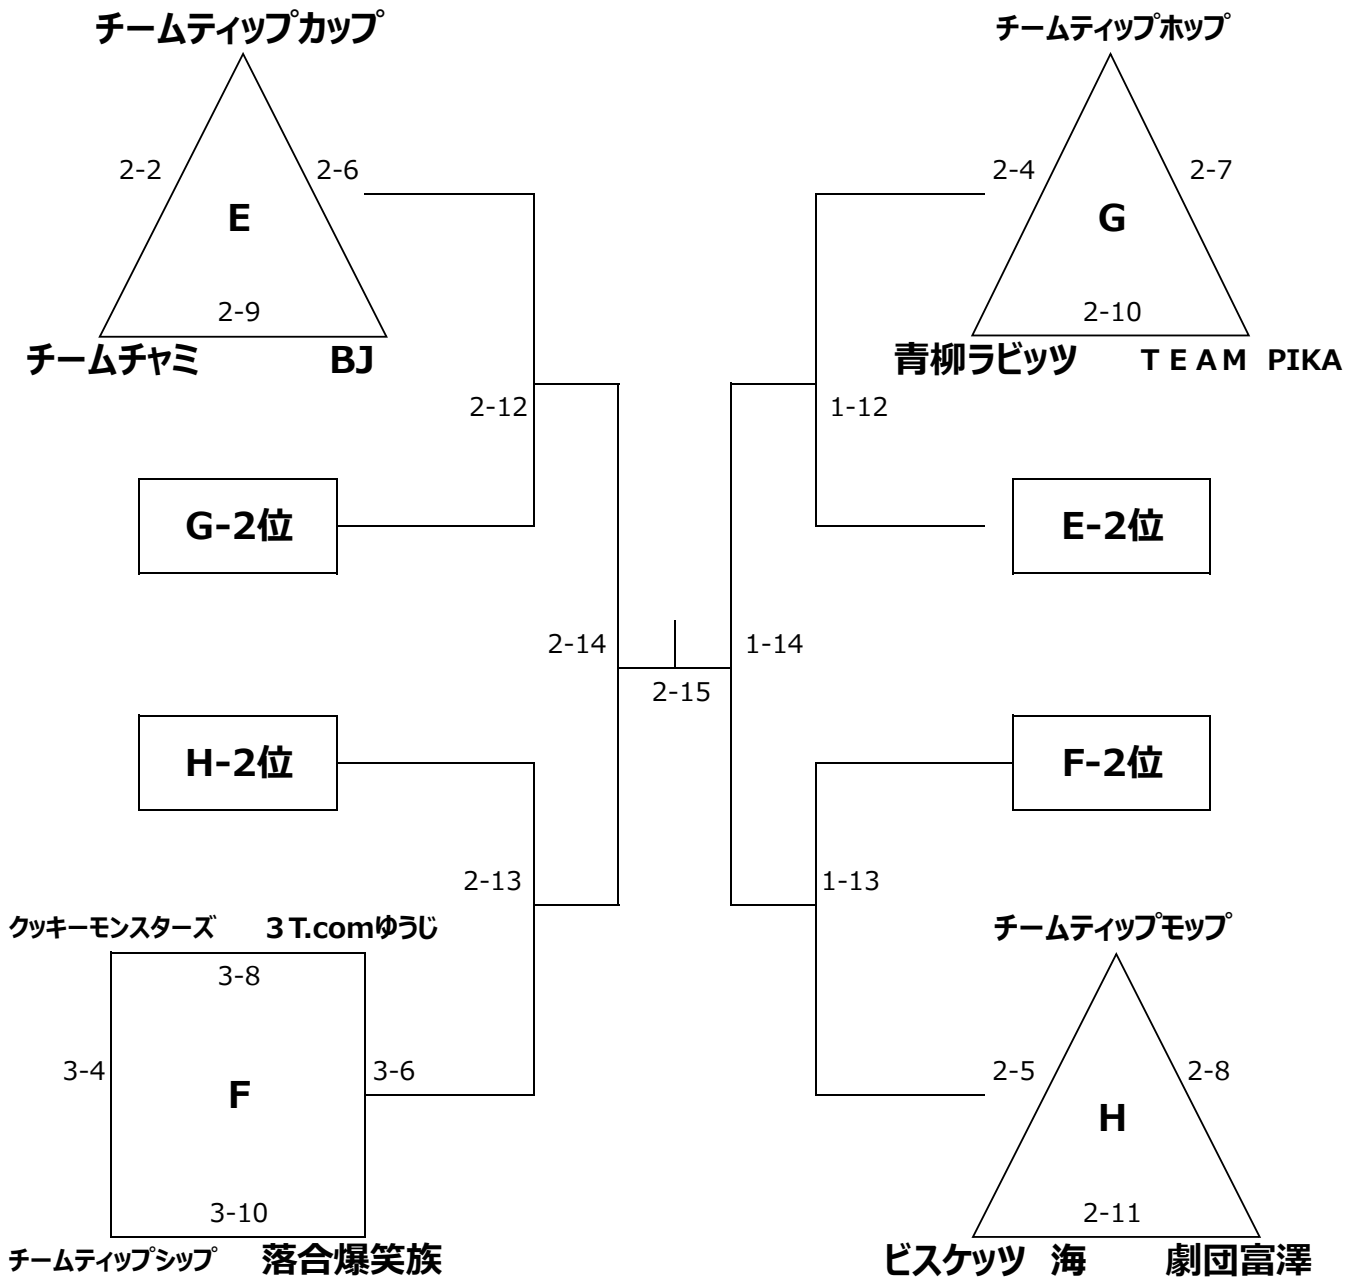 チームティップカップ
チームティップホップ
2-2
2-6
2-4
2-7
E
G
2-9
2-10
チームチャミ BJ
青柳ラビッツ ＴＥＡＭ PIKA
2-12
1-12
G-2位
E-2位
2-14
1-14
2-15
H-2位
F-2位
2-13
1-13
クッキーモンスターズ ３T.comゆうじ
チームティップモップ
3-8
3-4
3-6
2-5
2-8
F
H
3-10
2-11
チームティップシップ 落合爆笑族
ビスケッツ 海 劇団富澤